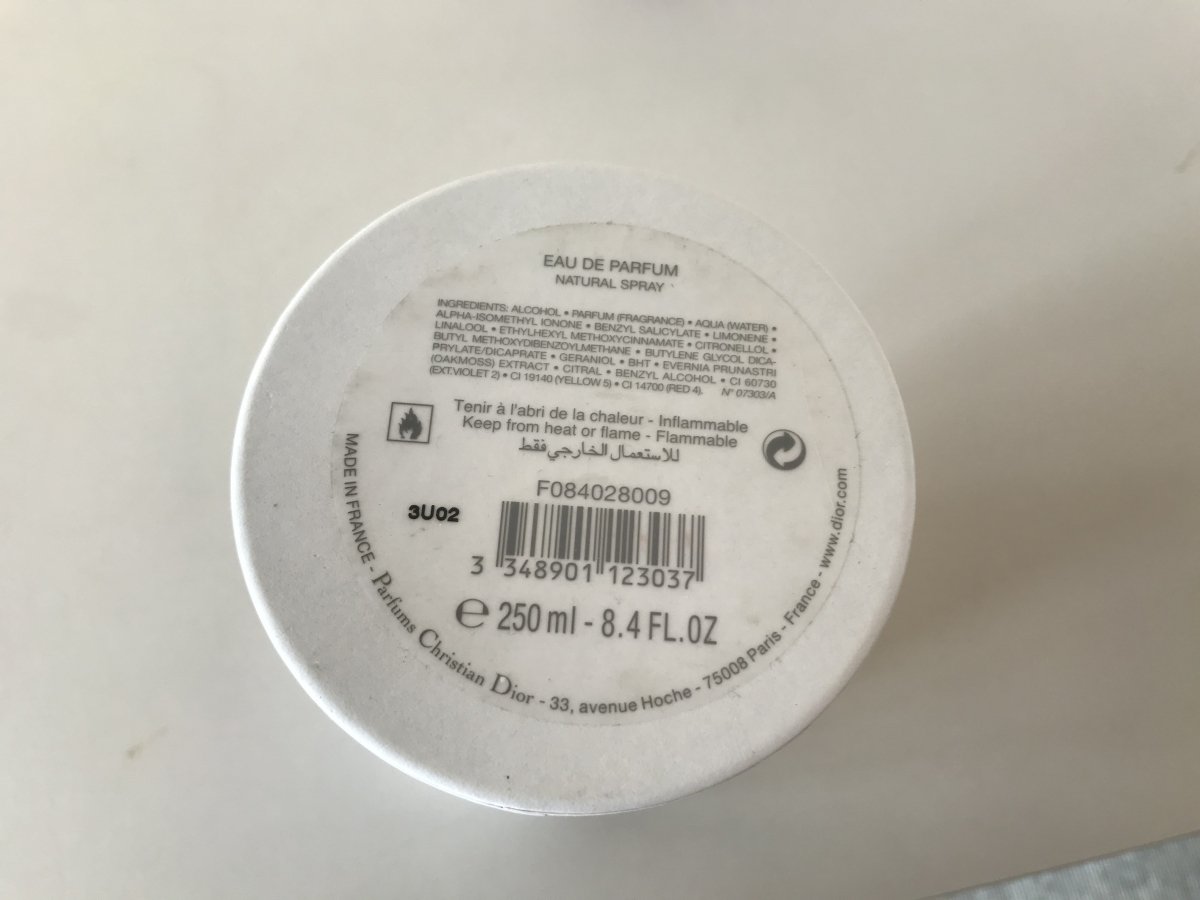 EAU DE PARFUM
NATURAL SPRAY
INGREDIENTS: ALCOHOL • PARFUM (FRAGRANCE) • AQUA (WATER) •
ALPHA-ISOMETHYL IONONE • BENZYL SALICYLATE • LIMONENE •
LINALOOL • ETHYLHEXYL METHOXYCINNAMATE • CITRONELLOL •
BUTYL METHOXYDIBENZOYLMETHANE • BUTYLENE GLYCOL DICA-
PRYLATE/DICAPRATE • GERANIOL • BHT • EVERNIA PRUNASTRI
(OAKMOSS) EXTRACT • CITRAL • BENZYL ALCOHOL • CI 60730
(EXT.VIOLET 2) • CI 19140 (YELLOW 5) • CI 14700 (RED 4). N° 07303/A
Tenir à l'abri de la chaleur - Inflammable
Keep from heat or flame - Flammable
للاستعمال الخارجي فقط
F084028009
3U02
3 348901 123037
e 250 ml - 8.4 FL.OZ
MADE IN FRANCE - Parfums Christian Dior - 33, avenue Hoche - 75008 Paris - France - www.dior.com